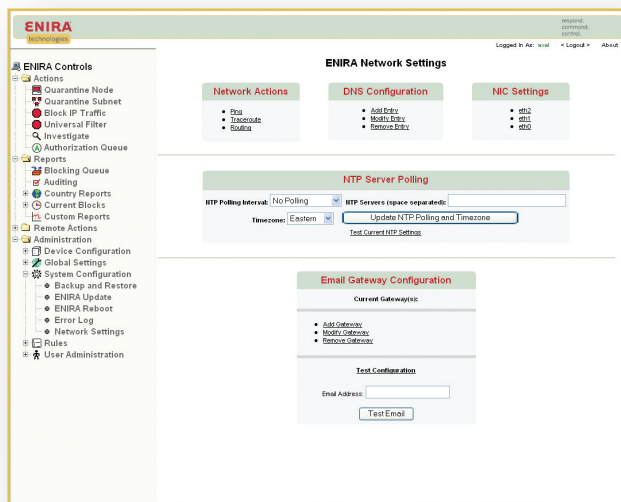 ENIRA
technologies
respond.
command.
control.
Logged In As: axel < Logout > About
ENIRA Controls
Actions
Quarantine Node
Quarantine Subnet
Block IP Traffic
Universal Filter
Investigate
Authorization Queue
Reports
Blocking Queue
Auditing
Country Reports
Current Blocks
Custom Reports
Remote Actions
Administration
Device Configuration
Global Settings
System Configuration
Backup and Restore
ENIRA Update
ENIRA Reboot
Error Log
Network Settings
Rules
User Administration
ENIRA Network Settings
Network Actions
Ping
Traceroute
Routing
DNS Configuration
Add Entry
Modify Entry
Remove Entry
NIC Settings
eth2
eth1
eth0
NTP Server Polling
NTP Polling Interval: No Polling NTP Servers (space separated):
Timezone: Eastern Update NTP Polling and Timezone
Test Current NTP Settings
Email Gateway Configuration
Current Gateway(s):
Add Gateway
Modify Gateway
Remove Gateway
Test Configuration
Email Address:
Test Email